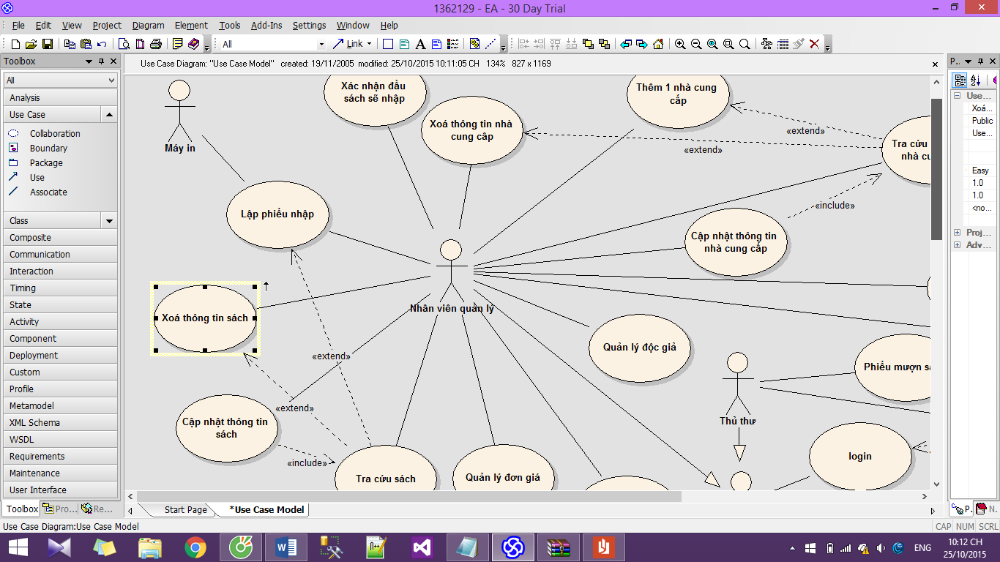 1362129 - EA - 30 Day Trial
File Edit View Project Diagram Element Tools Add-Ins Settings Window Help
All
Link
Toolbox
Use Case Diagram: "Use Case Model" created: 19/11/2005 modified: 25/10/2015 10:11:05 CH 134% 827 x 1169
P..
All
Analysis
Use Case
Collaboration
Boundary
Package
Use
Associate
Class
Composite
Communication
Interaction
Timing
State
Activity
Component
Deployment
Custom
Profile
Metamodel
XML Schema
WSDL
Requirements
Maintenance
User Interface
Toolbox
Pro...
Re...
Máy in
Xác nhận đầu
sách sẽ nhập
Xoá thông tin nhà
cung cấp
Thêm 1 nhà cung
cấp
«extend»
«extend»
Tra cứu
nhà cu
«include»
Lập phiếu nhập
Cập nhật thông tin
nhà cung cấp
Xoá thông tin sách
Nhân viên quản lý
«extend»
Quản lý độc giả
Phiếu mượn sá
«extend»
Cập nhật thông tin
sách
Thủ thư
«include»
Tra cứu sách
Quản lý đơn giá
login
Use...
Xoá...
Public
Use...
Easy
1.0
1.0
<no...
Proj...
Adv...
Start Page
*Use Case Model
P.
N.
Use Case Diagram:Use Case Model
CAP NUM SCRL
ENG
10:12 CH
25/10/2015